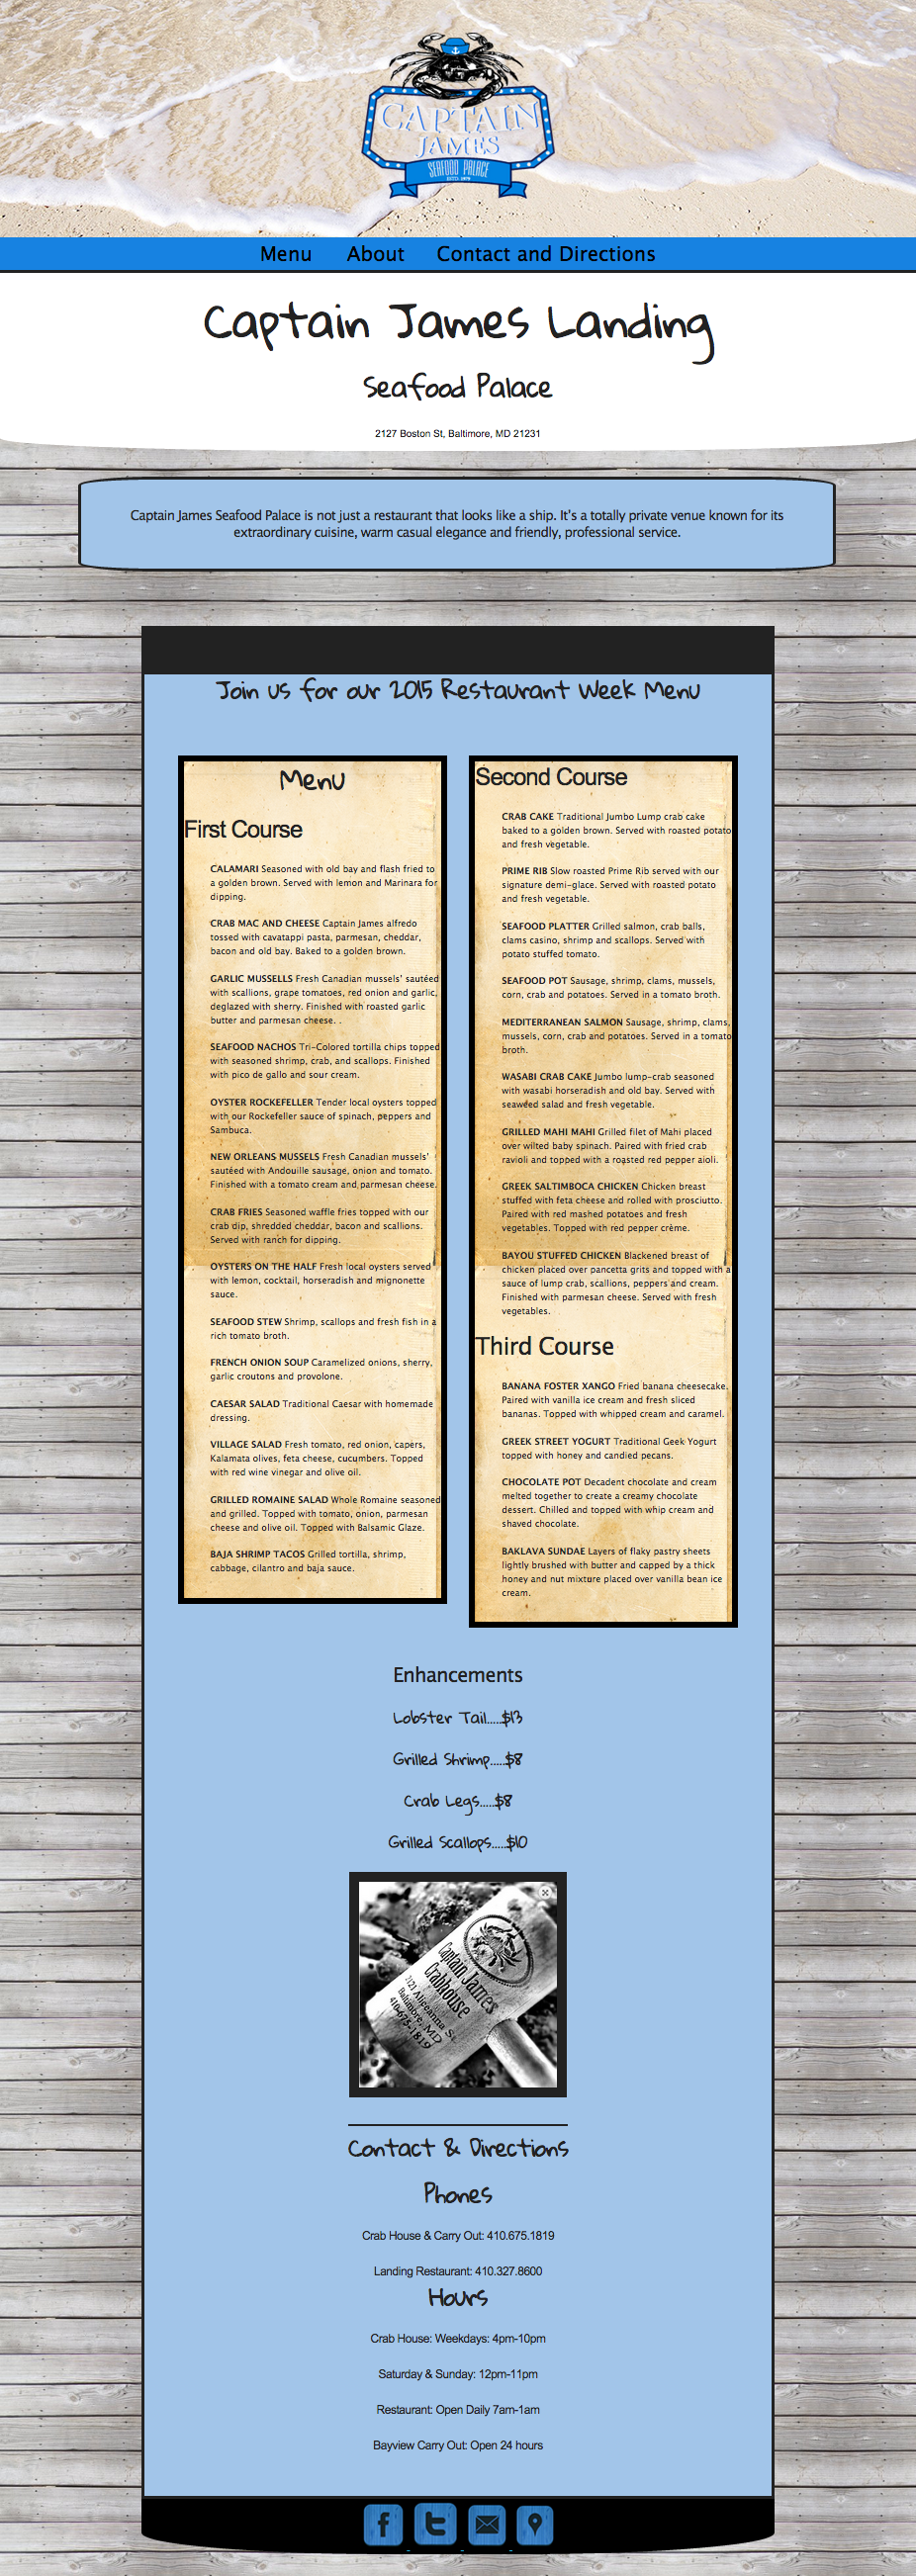 CAPTAIN
JAMES
SEAFOOD PALACE
Menu About Contact and Directions
Captain James Landing
Seafood Palace
2127 Boston St, Baltimore, MD 21231
Captain James Seafood Palace is not just a restaurant that looks like a ship. It's a totally private venue known for its
extraordinary cuisine, warm casual elegance and friendly, professional service.
Join us for our 2015 Restaurant Week Menu
Menu
First Course
CALAMARI Seasoned with old bay and flash fried to
a golden brown. Served with lemon and Marinara for
dipping.
CRAB MAC AND CHEESE Captain James alfredo
tossed with cavatappi pasta, parmesan, cheddar,
bacon and old bay. Baked to a golden brown.
GARLIC MUSSELLS Fresh Canadian mussels' sautéed
with scallions, grape tomatoes, red onion and garlic,
deglazed with sherry. Finished with roasted garlic
butter and parmesan cheese. .
SEAFOOD NACHOS Tri-Colored tortilla chips topped
with seasoned shrimp, crab, and scallops. Finished
with pico de gallo and sour cream.
OYSTER ROCKEFELLER Tender local oysters topped
with our Rockefeller sauce of spinach, peppers and
Sambuca.
NEW ORLEANS MUSSELS Fresh Canadian mussels'
sautéed with Andouille sausage, onion and tomato.
Finished with a tomato cream and parmesan cheese.
CRAB FRIES Seasoned waffle fries topped with our
crab dip, shredded cheddar, bacon and scallions.
Served with ranch for dipping.
OYSTERS ON THE HALF Fresh local oysters served
with lemon, cocktail, horseradish and mignonette
sauce.
SEAFOOD STEW Shrimp, scallops and fresh fish in a
rich tomato broth.
FRENCH ONION SOUP Caramelized onions, sherry,
garlic croutons and provolone.
CAESAR SALAD Traditional Caesar with homemade
dressing.
VILLAGE SALAD Fresh tomato, red onion, capers,
Kalamata olives, feta cheese, cucumbers. Topped
with red wine vinegar and olive oil.
GRILLED ROMAINE SALAD Whole Romaine seasoned
and grilled. Topped with tomato, onion, parmesan
cheese and olive oil. Topped with Balsamic Glaze.
BAJA SHRIMP TACOS Grilled tortilla, shrimp,
cabbage, cilantro and baja sauce.
Second Course
CRAB CAKE Traditional Jumbo Lump crab cake
baked to a golden brown. Served with roasted potato
and fresh vegetable.
PRIME RIB Slow roasted Prime Rib served with our
signature demi-glace. Served with roasted potato
and fresh vegetable.
SEAFOOD PLATTER Grilled salmon, crab balls,
clams casino, shrimp and scallops. Served with
potato stuffed tomato.
SEAFOOD POT Sausage, shrimp, clams, mussels,
corn, crab and potatoes. Served in a tomato broth.
MEDITERRANEAN SALMON Sausage, shrimp, clams,
mussels, corn, crab and potatoes. Served in a tomato
broth.
WASABI CRAB CAKE Jumbo lump-crab seasoned
with wasabi horseradish and old bay. Served with
seaweed salad and fresh vegetable.
GRILLED MAHI MAHI Grilled filet of Mahi placed
over wilted baby spinach. Paired with fried crab
ravioli and topped with a roasted red pepper aioli.
GREEK SALTIMBOCA CHICKEN Chicken breast
stuffed with feta cheese and rolled with prosciutto.
Paired with red mashed potatoes and fresh
vegetables. Topped with red pepper crème.
BAYOU STUFFED CHICKEN Blackened breast of
chicken placed over pancetta grits and topped with a
sauce of lump crab, scallions, peppers and cream.
Finished with parmesan cheese. Served with fresh
vegetables.
Third Course
BANANA FOSTER XANGO Fried banana cheesecake.
Paired with vanilla ice cream and fresh sliced
bananas. Topped with whipped cream and caramel.
GREEK STREET YOGURT Traditional Geek Yogurt
topped with honey and candied pecans.
CHOCOLATE POT Decadent chocolate and cream
melted together to create a creamy chocolate
dessert. Chilled and topped with whip cream and
shaved chocolate.
BAKLAVA SUNDAE Layers of flaky pastry sheets
lightly brushed with butter and capped by a thick
honey and nut mixture placed over vanilla bean ice
cream.
Enhancements
Lobster Tail.....$13
Grilled Shrimp.....$8
Crab Legs.....$8
Grilled Scallops.....$10
Captain James
Crabhouse
2121 Aliceanna St.
Baltimore, MD
410-675-1819
Contact & Directions
Phones
Crab House & Carry Out: 410.675.1819
Landing Restaurant: 410.327.8600
Hours
Crab House: Weekdays: 4pm-10pm
Saturday & Sunday: 12pm-11pm
Restaurant: Open Daily 7am-1am
Bayview Carry Out: Open 24 hours